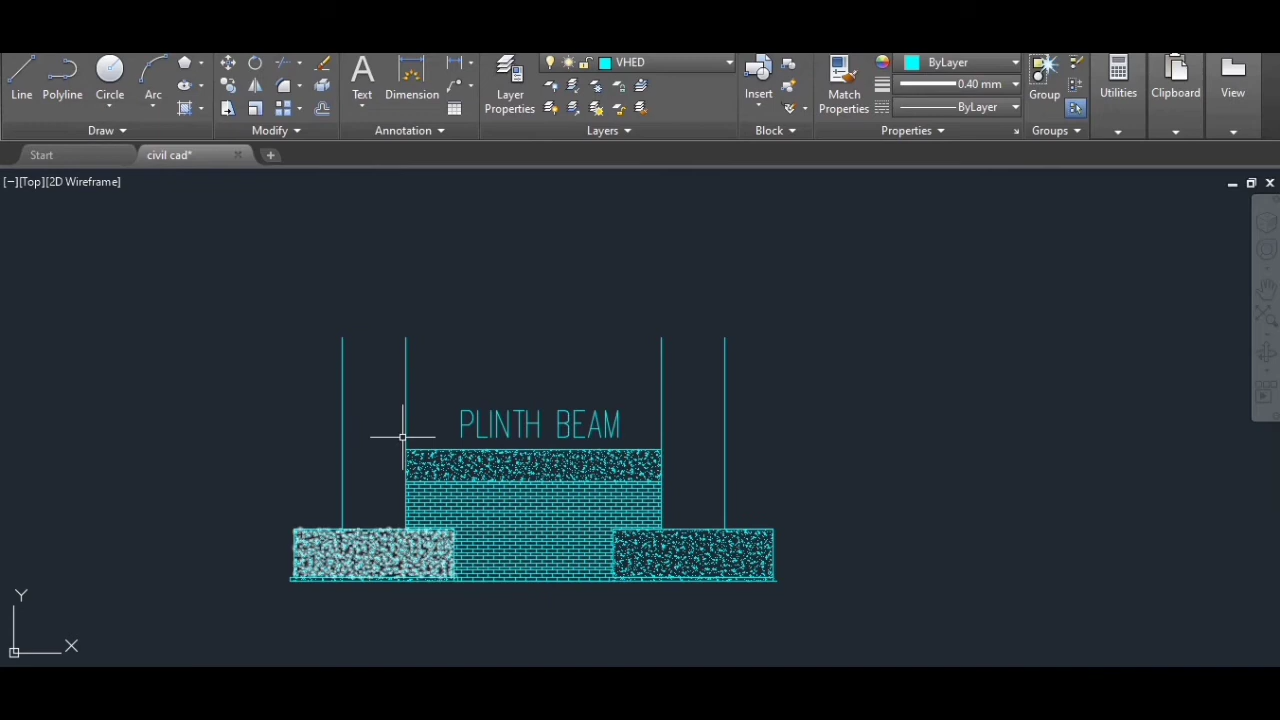 VHED
ByLayer
0.40 mm
ByLayer
Line
Polyline
Circle
Arc
Text
Dimension
Layer
Properties
Insert
Match
Properties
Group
Utilities
Clipboard
View
Draw
Modify
Annotation
Layers
Block
Properties
Groups
Start
civil cad*
[−][Top][2D Wireframe]
PLINTH BEAM
Y
X